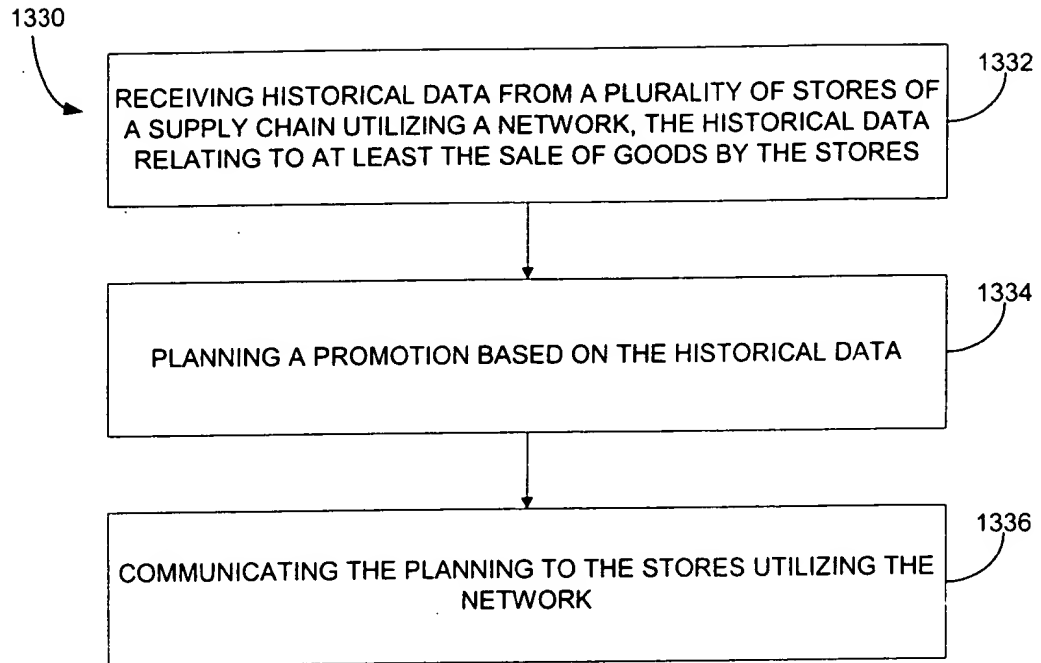 1330
1332
RECEIVING HISTORICAL DATA FROM A PLURALITY OF STORES OF
A SUPPLY CHAIN UTILIZING A NETWORK, THE HISTORICAL DATA
RELATING TO AT LEAST THE SALE OF GOODS BY THE STORES
1334
PLANNING A PROMOTION BASED ON THE HISTORICAL DATA
1336
COMMUNICATING THE PLANNING TO THE STORES UTILIZING THE
NETWORK